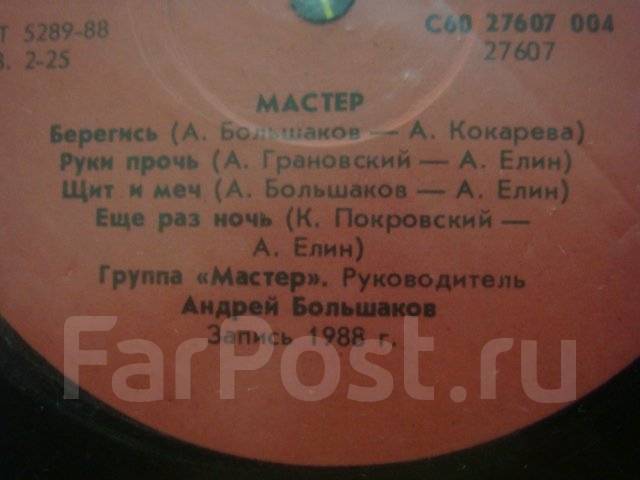 Т 5289-88
С60 27607 004
27607
3. 2-25
МАСТЕР
Берегись (А. Большаков — А. Кокарева)
Руки прочь (А. Грановский — А. Елин)
Щит и меч (А. Большаков — А. Елин)
Еще раз ночь (К. Покровский —
А. Елин)
Группа «Мастер». Руководитель
Андрей Большаков
Запись 1988 г.
FarPost.ru